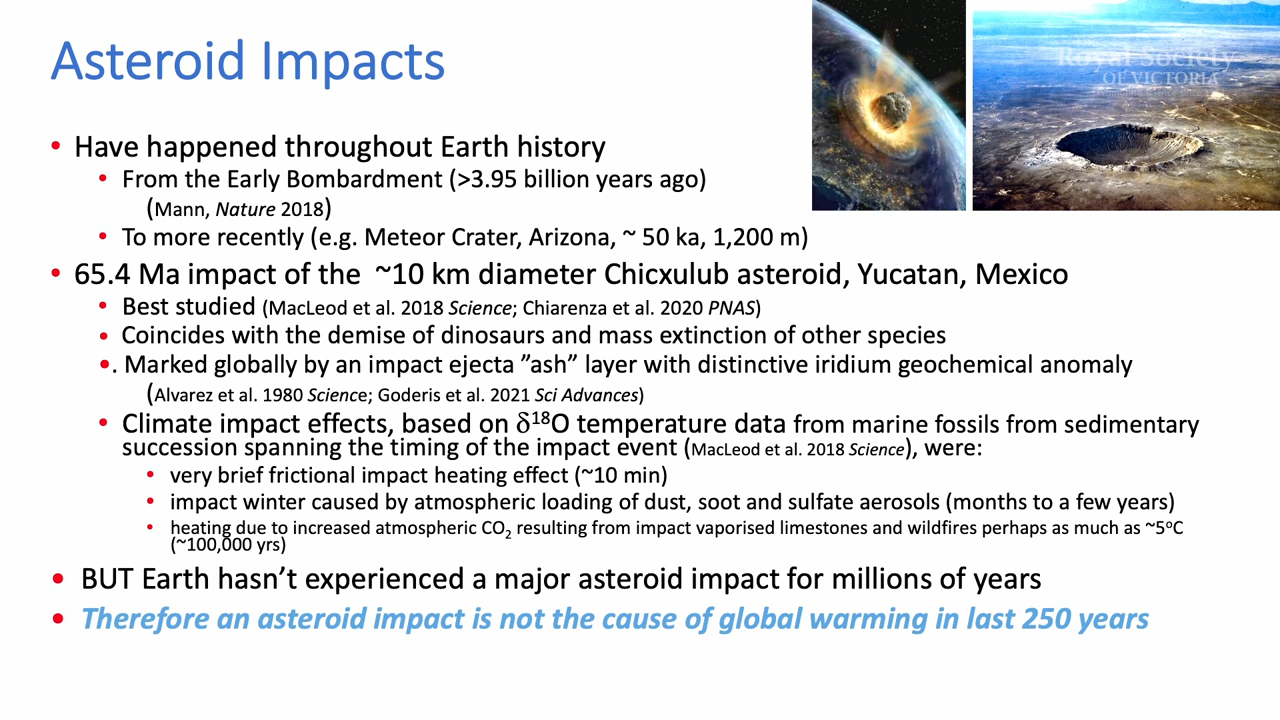 Asteroid Impacts
Royal Society
OF VICTORIA
• Have happened throughout Earth history
• From the Early Bombardment (>3.95 billion years ago)
(Mann, Nature 2018)
• To more recently (e.g. Meteor Crater, Arizona, ~ 50 ka, 1,200 m)
• 65.4 Ma impact of the ~10 km diameter Chicxulub asteroid, Yucatan, Mexico
• Best studied (MacLeod et al. 2018 Science; Chiarenza et al. 2020 PNAS)
• Coincides with the demise of dinosaurs and mass extinction of other species
•. Marked globally by an impact ejecta ”ash” layer with distinctive iridium geochemical anomaly
(Alvarez et al. 1980 Science; Goderis et al. 2021 Sci Advances)
• Climate impact effects, based on δ¹⁸O temperature data from marine fossils from sedimentary
succession spanning the timing of the impact event (MacLeod et al. 2018 Science), were:
• very brief frictional impact heating effect (~10 min)
• impact winter caused by atmospheric loading of dust, soot and sulfate aerosols (months to a few years)
• heating due to increased atmospheric CO₂ resulting from impact vaporised limestones and wildfires perhaps as much as ~5°C
(~100,000 yrs)
• BUT Earth hasn’t experienced a major asteroid impact for millions of years
• Therefore an asteroid impact is not the cause of global warming in last 250 years